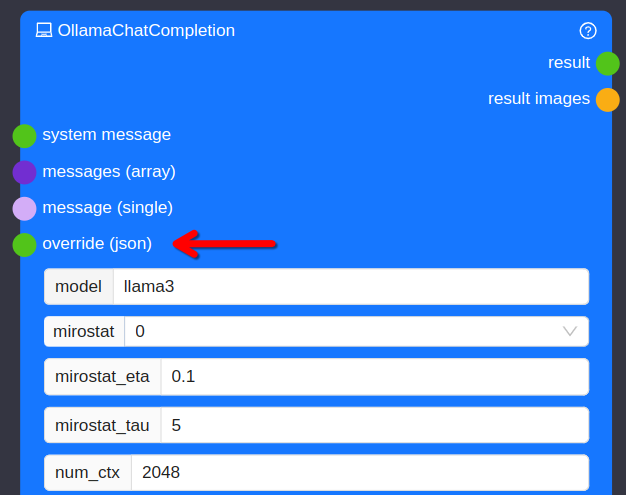 OllamaChatCompletion
result
result images
system message
messages (array)
message (single)
override (json)
model llama3
mirostat 0
mirostat_eta 0.1
mirostat_tau 5
num_ctx 2048